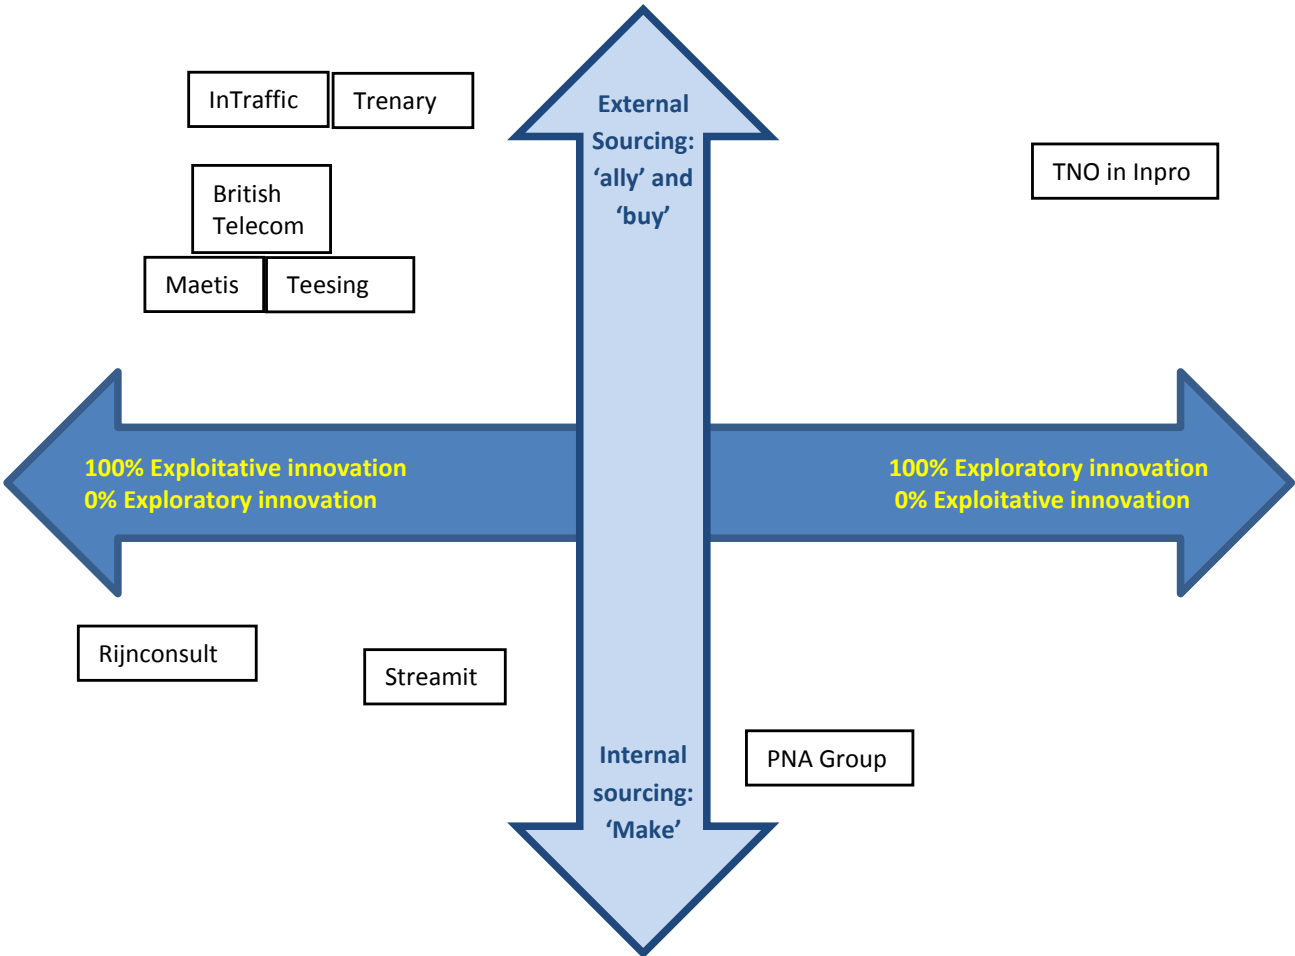 InTraffic
Trenary
External
Sourcing:
‘ally’ and
‘buy’
TNO in Inpro
British
Telecom
Maetis
Teesing
100% Exploitative innovation
0% Exploratory innovation
100% Exploratory innovation
0% Exploitative innovation
Rijnconsult
Streamit
Internal
sourcing:
‘Make’
PNA Group